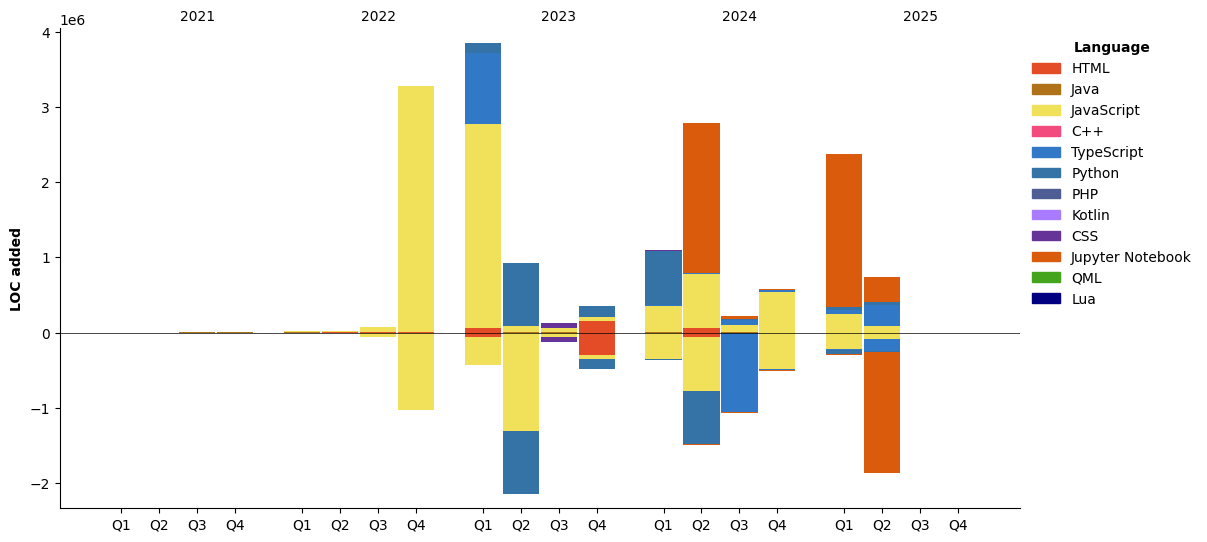 2021 2022 2023 2024 2025
1e6
4
3
2
1
0
−1
−2
LOC added
Q1 Q2 Q3 Q4 Q1 Q2 Q3 Q4 Q1 Q2 Q3 Q4 Q1 Q2 Q3 Q4 Q1 Q2 Q3 Q4
Language
HTML
Java
JavaScript
C++
TypeScript
Python
PHP
Kotlin
CSS
Jupyter Notebook
QML
Lua